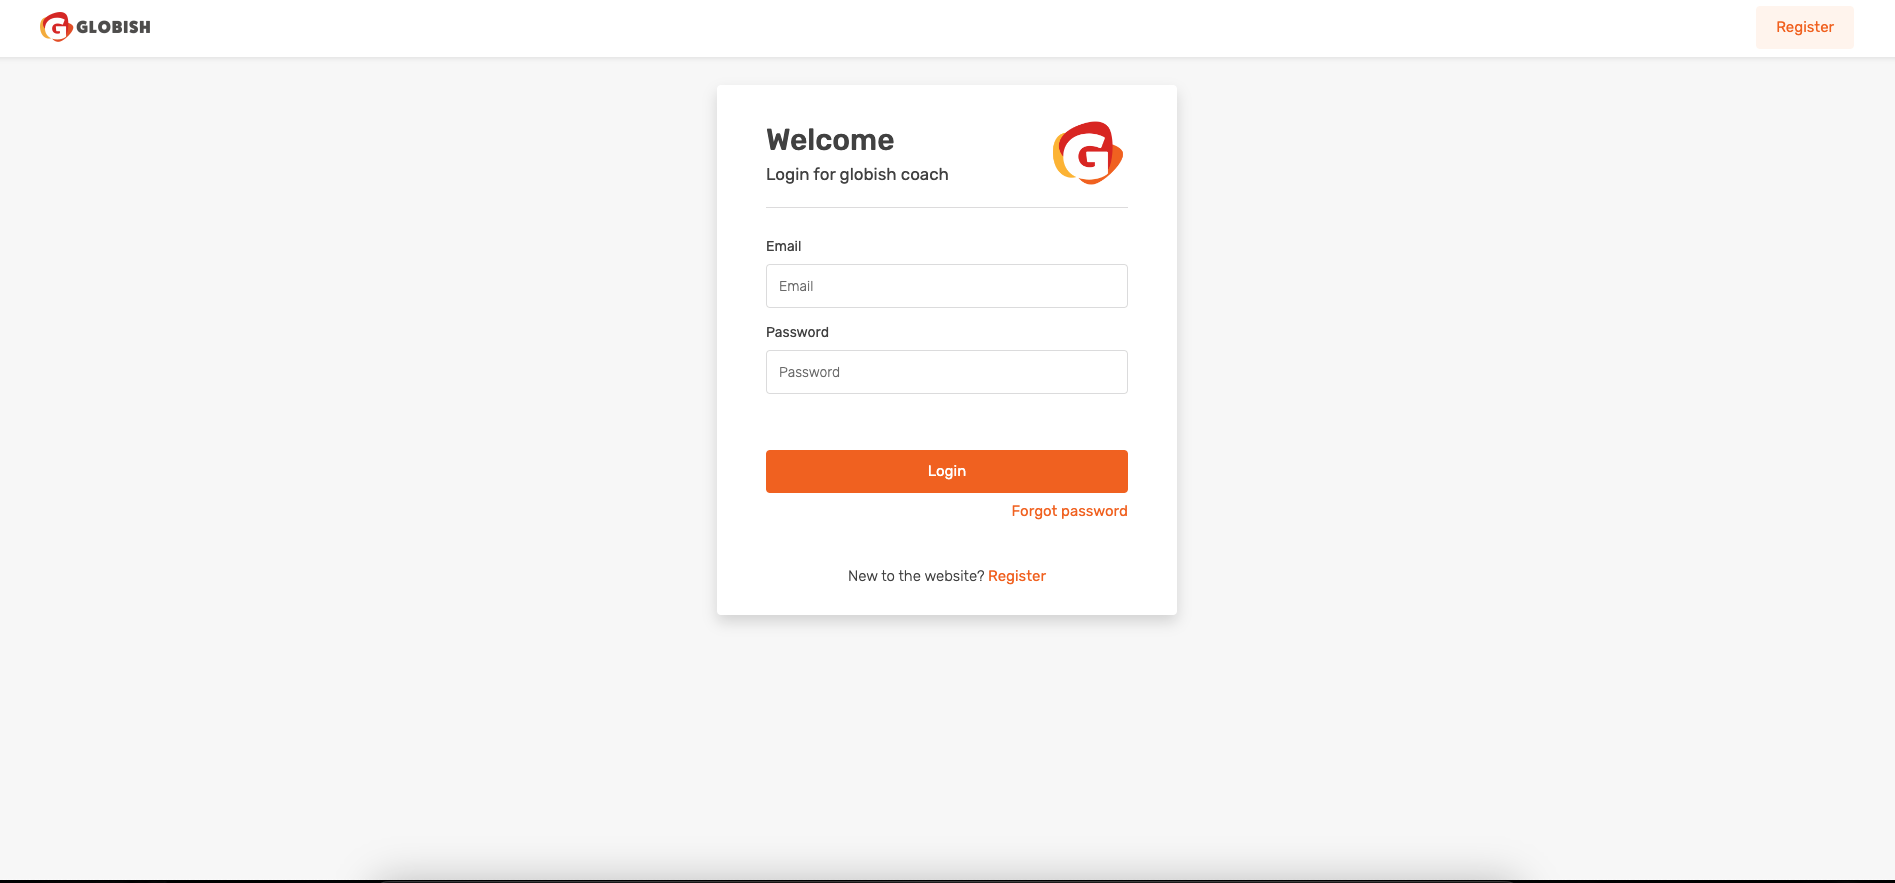 GLOBISH
Register
Welcome
Login for globish coach
G
Email
Email
Password
Password
Login
Forgot password
New to the website? Register